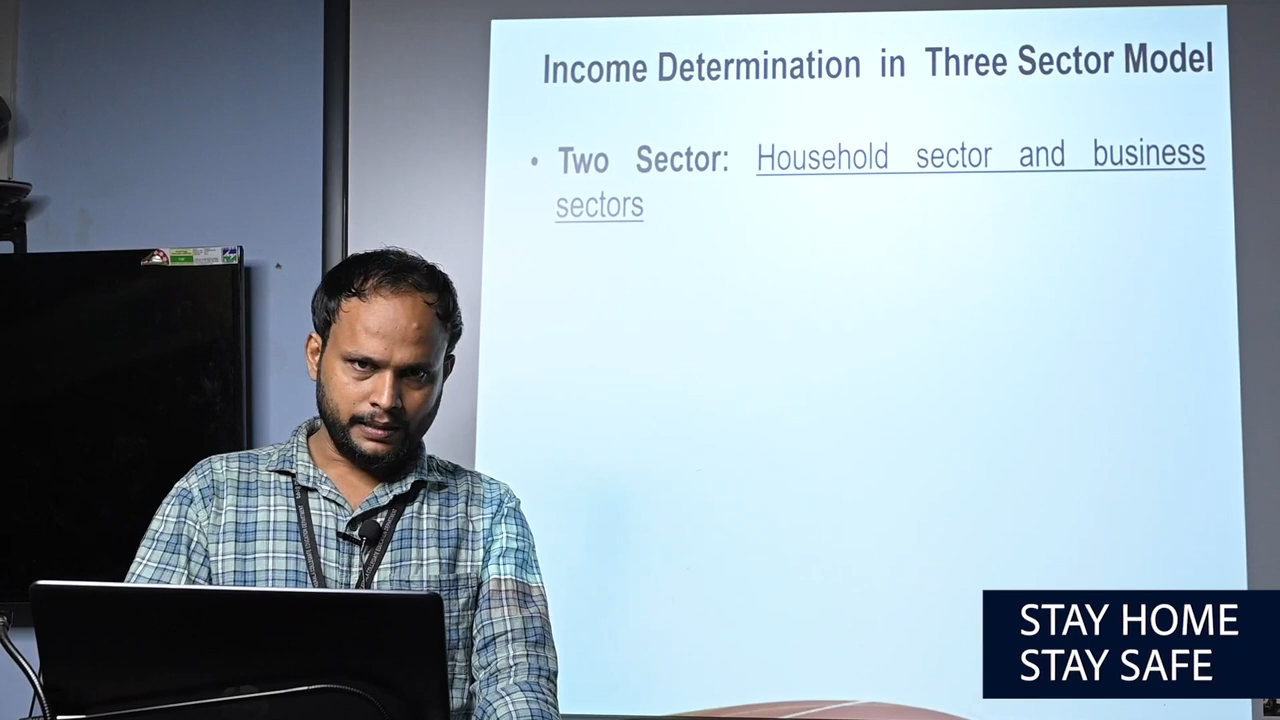 Income Determination in Three Sector Model
• Two Sector: Household sector and business
sectors
STAY HOME
STAY SAFE